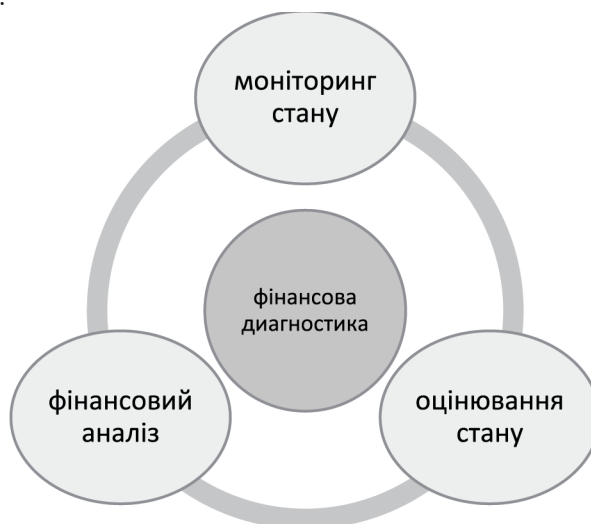 .
моніторинг
стану
фінансова
диагностика
фінансовий
аналіз
оцінювання
стану